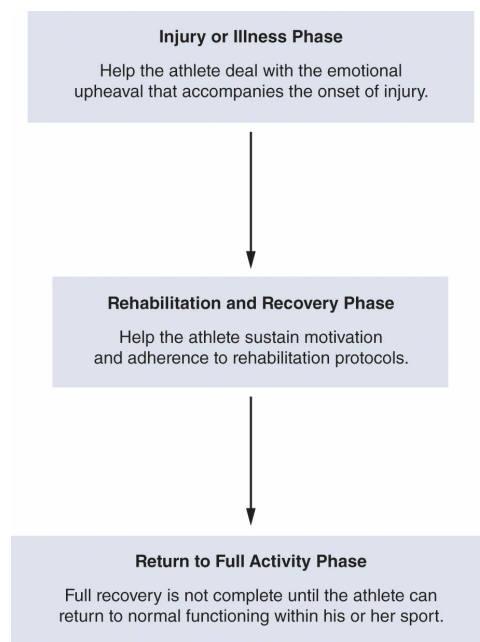 Injury or Illness Phase
Help the athlete deal with the emotional
upheaval that accompanies the onset of injury.
Rehabilitation and Recovery Phase
Help the athlete sustain motivation
and adherence to rehabilitation protocols.
Return to Full Activity Phase
Full recovery is not complete until the athlete can
return to normal functioning within his or her sport.